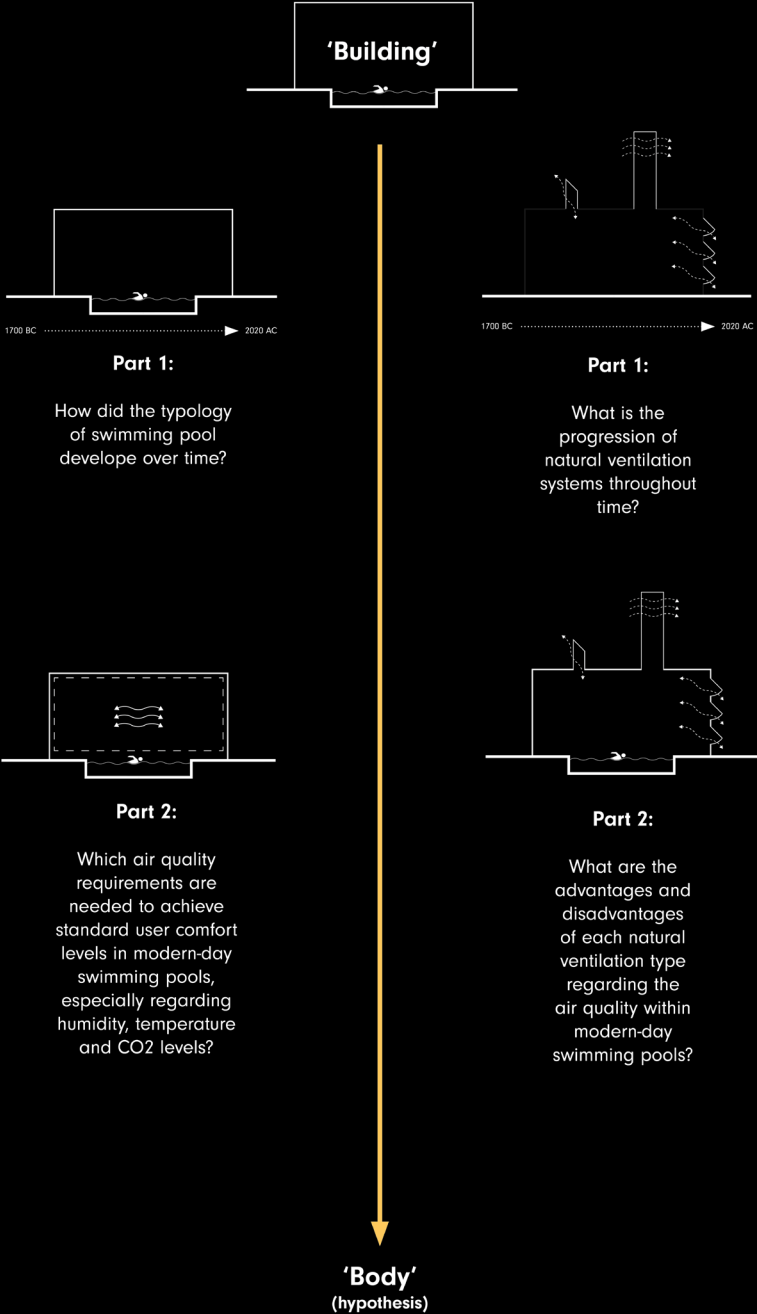 ‘Building’
1700 BC
2020 AC
Part 1:
How did the typology
of swimming pool
develope over time?
1700 BC
2020 AC
Part 1:
What is the
progression of
natural ventilation
systems throughout
time?
Part 2:
Which air quality
requirements are
needed to achieve
standard user comfort
levels in modern-day
swimming pools,
especially regarding
humidity, temperature
and CO2 levels?
Part 2:
What are the
advantages and
disadvantages
of each natural
ventilation type
regarding the
air quality within
modern-day
swimming pools?
‘Body’
(hypothesis)